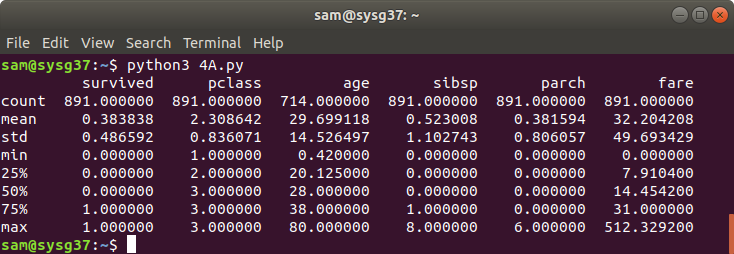 sam@sysg37: ~
File Edit View Search Terminal Help
sam@sysg37:~$ python3 4A.py
survived pclass age sibsp parch fare
count 891.000000 891.000000 714.000000 891.000000 891.000000 891.000000
mean 0.383838 2.308642 29.699118 0.523008 0.381594 32.204208
std 0.486592 0.836071 14.526497 1.102743 0.806057 49.693429
min 0.000000 1.000000 0.420000 0.000000 0.000000 0.000000
25% 0.000000 2.000000 20.125000 0.000000 0.000000 7.910400
50% 0.000000 3.000000 28.000000 0.000000 0.000000 14.454200
75% 1.000000 3.000000 38.000000 1.000000 0.000000 31.000000
max 1.000000 3.000000 80.000000 8.000000 6.000000 512.329200
sam@sysg37:~$